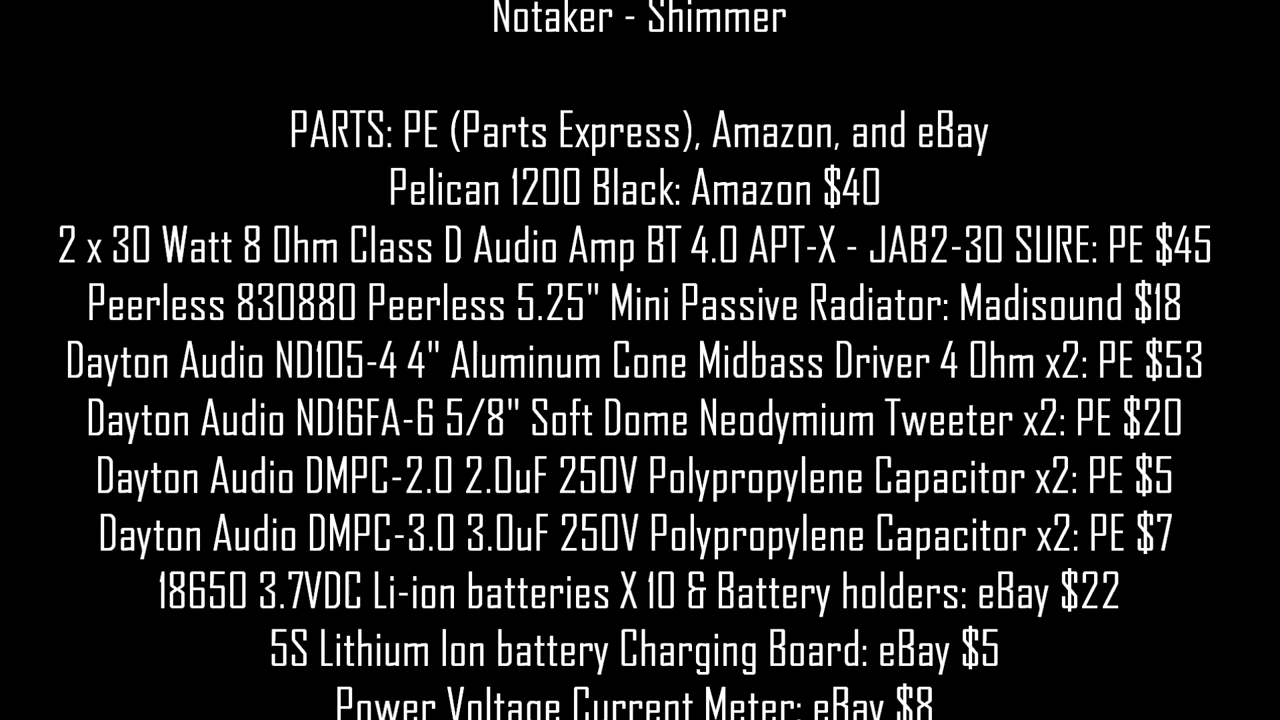 Notaker - Shimmer
PARTS: PE (Parts Express), Amazon, and eBay
Pelican 1200 Black: Amazon $40
2 x 30 Watt 8 Ohm Class D Audio Amp BT 4.0 APT-X - JAB2-30 SURE: PE $45
Peerless 830880 Peerless 5.25" Mini Passive Radiator: Madisound $18
Dayton Audio ND105-4 4" Aluminum Cone Midbass Driver 4 Ohm x2: PE $53
Dayton Audio ND16FA-6 5/8" Soft Dome Neodymium Tweeter x2: PE $20
Dayton Audio DMPC-2.0 2.0uF 250V Polypropylene Capacitor x2: PE $5
Dayton Audio DMPC-3.0 3.0uF 250V Polypropylene Capacitor x2: PE $7
18650 3.7VDC Li-ion batteries X 10 & Battery holders: eBay $22
5S Lithium Ion battery Charging Board: eBay $5
Power Voltage Current Meter: eBay $8